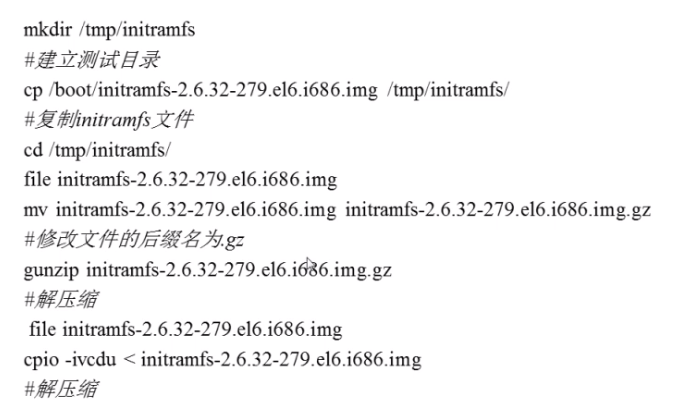 mkdir /tmp/initramfs
#建立测试目录
cp /boot/initramfs-2.6.32-279.el6.i686.img /tmp/initramfs/
#复制initramfs文件
cd /tmp/initramfs/
file initramfs-2.6.32-279.el6.i686.img
mv initramfs-2.6.32-279.el6.i686.img initramfs-2.6.32-279.el6.i686.img.gz
#修改文件的后缀名为.gz
gunzip initramfs-2.6.32-279.el6.i686.img.gz
#解压缩
file initramfs-2.6.32-279.el6.i686.img
cpio -ivcdu < initramfs-2.6.32-279.el6.i686.img
#解压缩